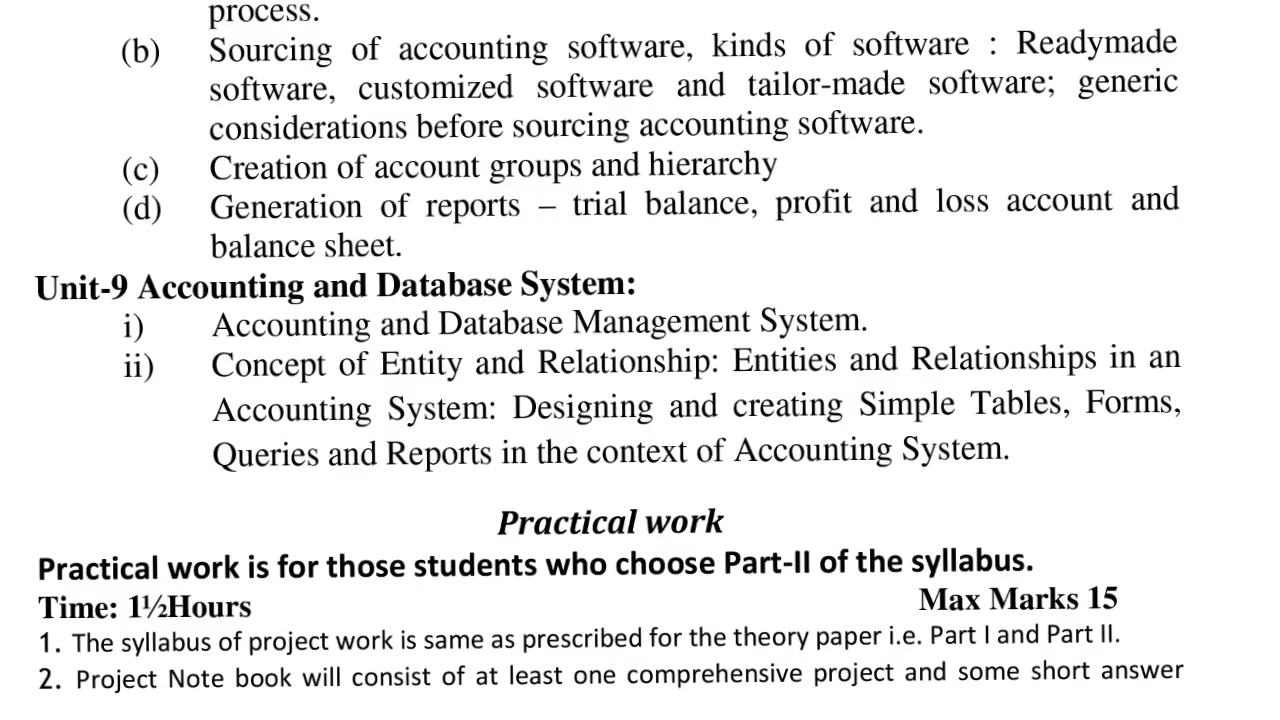 process.
(b) Sourcing of accounting software, kinds of software : Readymade
software, customized software and tailor-made software; generic
considerations before sourcing accounting software.
(c) Creation of account groups and hierarchy
(d) Generation of reports – trial balance, profit and loss account and
balance sheet.
Unit-9 Accounting and Database System:
i) Accounting and Database Management System.
ii) Concept of Entity and Relationship: Entities and Relationships in an
Accounting System: Designing and creating Simple Tables, Forms,
Queries and Reports in the context of Accounting System.
Practical work
Practical work is for those students who choose Part-II of the syllabus.
Time: 1½Hours Max Marks 15
1. The syllabus of project work is same as prescribed for the theory paper i.e. Part I and Part II.
2. Project Note book will consist of at least one comprehensive project and some short answer